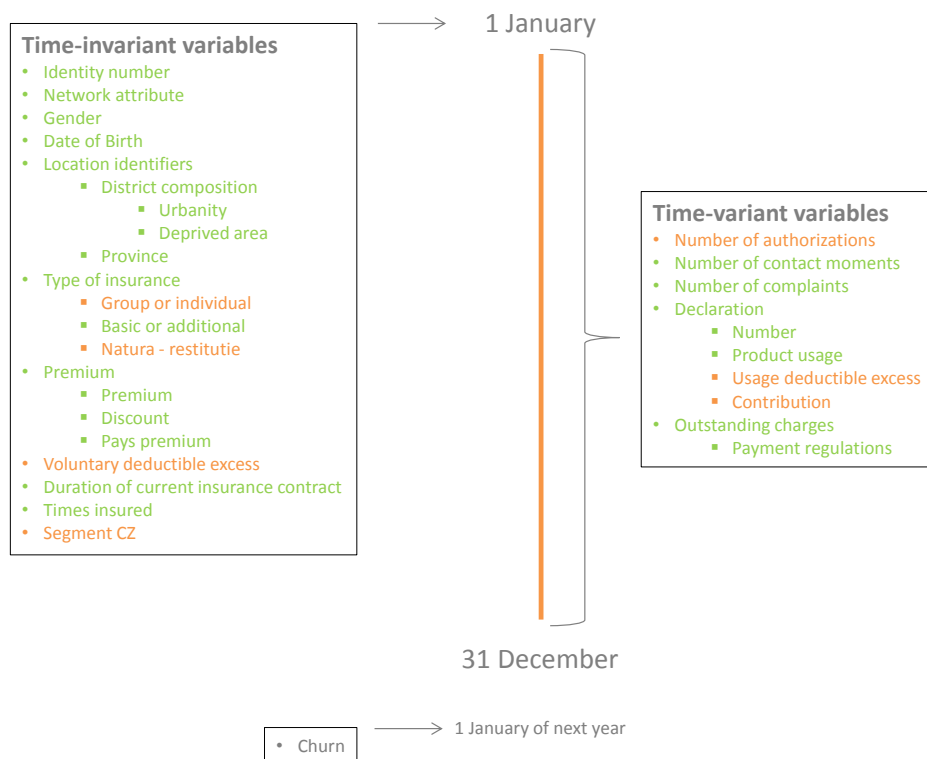 1 January
Time-invariant variables
• Identity number
• Network attribute
• Gender
• Date of Birth
• Location identifiers
▪ District composition
▪ Urbanity
▪ Deprived area
▪ Province
• Type of insurance
▪ Group or individual
▪ Basic or additional
▪ Natura - restitutie
• Premium
▪ Premium
▪ Discount
▪ Pays premium
• Voluntary deductible excess
• Duration of current insurance contract
• Times insured
• Segment CZ
Time-variant variables
• Number of authorizations
• Number of contact moments
• Number of complaints
• Declaration
▪ Number
▪ Product usage
▪ Usage deductible excess
▪ Contribution
• Outstanding charges
▪ Payment regulations
31 December
1 January of next year
• Churn